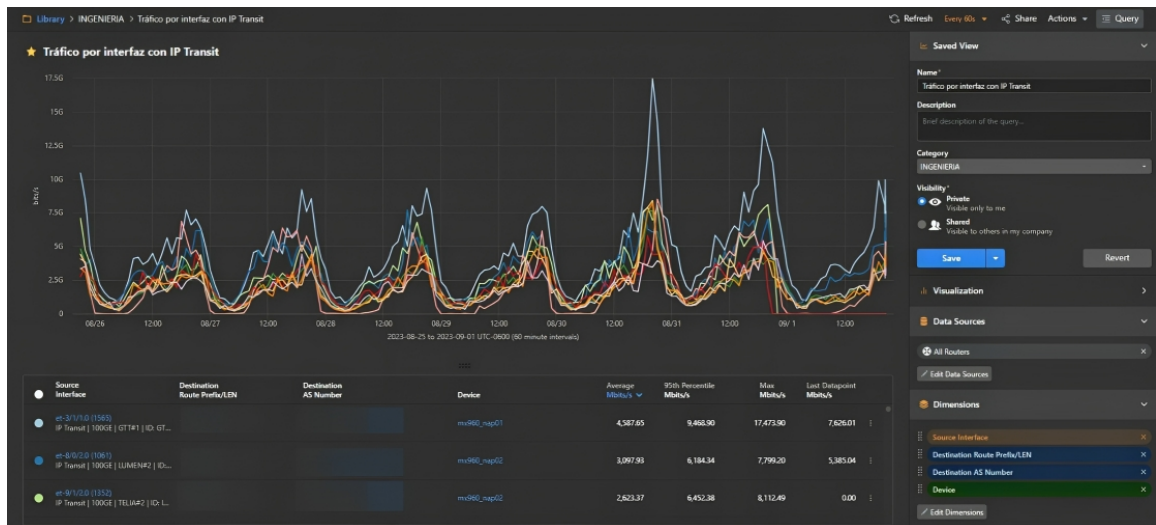 Library > INGENIERIA > Tráfico por interfaz con IP Transit
Refresh Every 60s Share Actions Query
Tráfico por interfaz con IP Transit
17.5G
15G
12.5G
10G
7.5G
5G
2.5G
0
bits/s
08/26 12:00 08/27 12:00 08/28 12:00 08/29 12:00 08/30 12:00 08/31 12:00 09/1 12:00
2023-08-25 to 2023-09-01 UTC-0600 (60 minute intervals)
Source Interface
Destination Route Prefix/LEN
Destination AS Number
Device
Average Mbits/s
95th Percentile Mbits/s
Max Mbits/s
Last Datapoint Mbits/s
et-3/1/1.0 (1565)
IP Transit | 100GE | GTT#1 | ID: GT...
mx960_nap01 4,587.65 9,468.90 17,473.90 7,626.01
et-8/0/2.0 (1061)
IP Transit | 100GE | LUMEN#2 | ID:...
mx960_nap02 3,097.93 6,184.34 7,799.20 5,385.04
et-9/1/2.0 (1352)
IP Transit | 100GE | TELIA#2 | ID: L...
mx960_nap02 2,623.37 6,452.38 8,112.49 0.00
Saved View
Name*
Tráfico por interfaz con IP Transit
Description
Brief description of the query...
Category
INGENIERIA
Visibility*
Private
Visible only to me
Shared
Visible to others in my company
Save Revert
Visualization
Data Sources
All Routers
Edit Data Sources
Dimensions
Source Interface
Destination Route Prefix/LEN
Destination AS Number
Device
Edit Dimensions